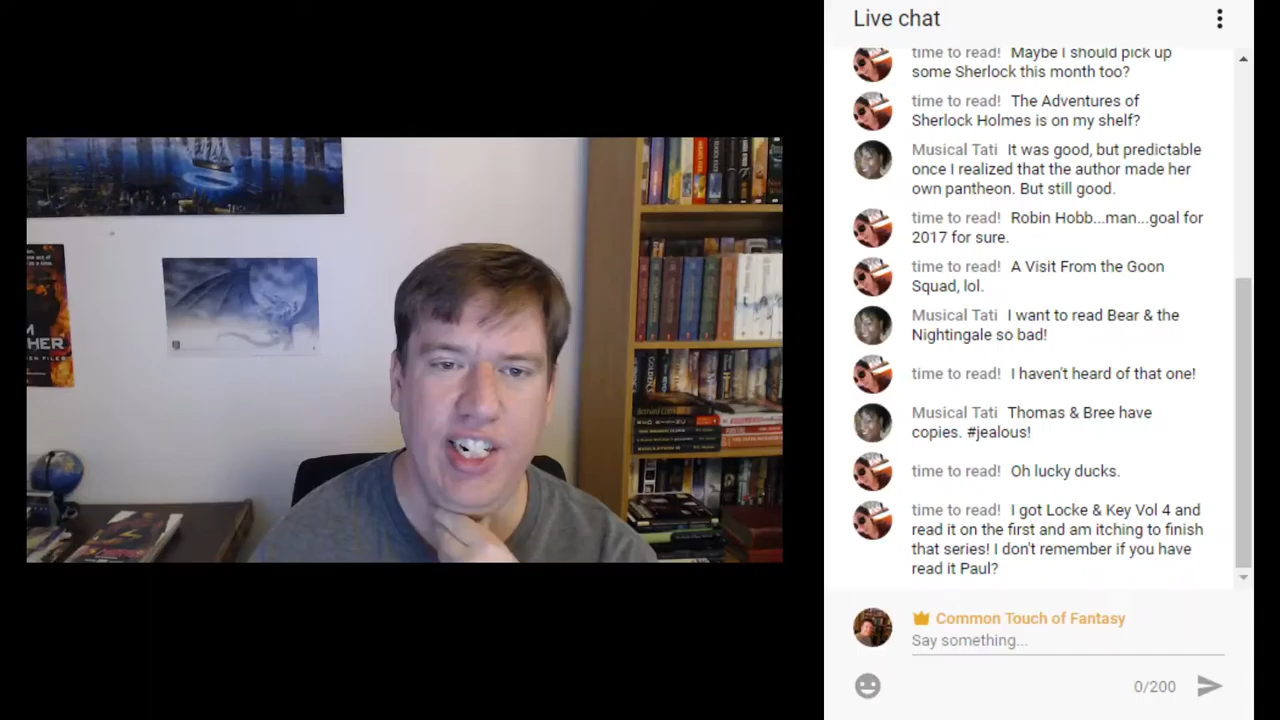 Live chat
time to read! Maybe I should pick up
some Sherlock this month too?
time to read! The Adventures of
Sherlock Holmes is on my shelf?
Musical Tati It was good, but predictable
once I realized that the author made her
own pantheon. But still good.
time to read! Robin Hobb...man...goal for
2017 for sure.
time to read! A Visit From the Goon
Squad, lol.
Musical Tati I want to read Bear & the
Nightingale so bad!
time to read! I haven't heard of that one!
Musical Tati Thomas & Bree have
copies. #jealous!
time to read! Oh lucky ducks.
time to read! I got Locke & Key Vol 4 and
read it on the first and am itching to finish
that series! I don't remember if you have
read it Paul?
Common Touch of Fantasy
Say something...
0/200